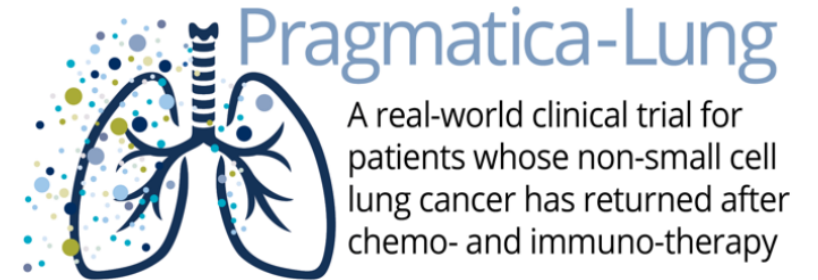 Pragmatica-Lung
A real-world clinical trial for
patients whose non-small cell
lung cancer has returned after
chemo- and immuno-therapy